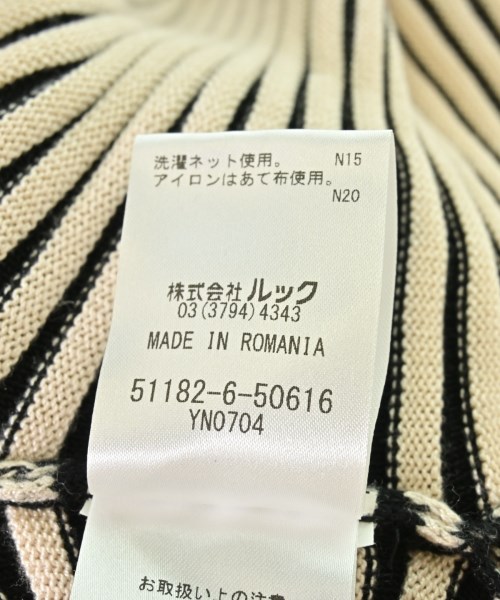 洗濯ネット使用。 N15
アイロンはあて布使用。
N20
株式会社 ルック
03(3794)4343
MADE IN ROMANIA
51182-6-50616
YN0704
お取扱い上の注意